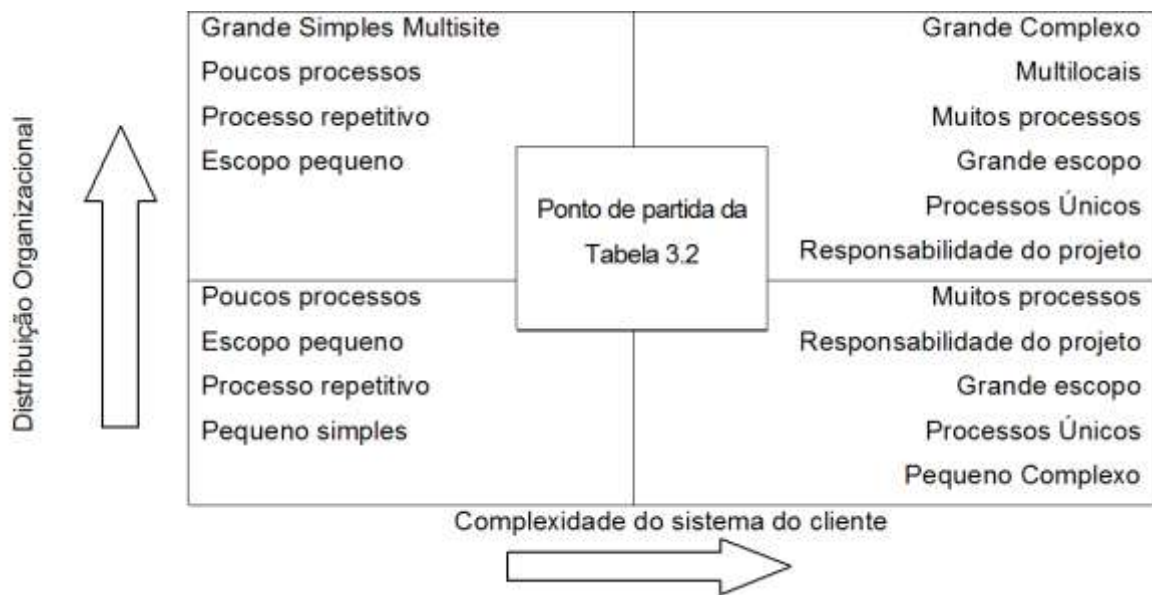 Distribuição Organizacional
Grande Simples Multisite
Poucos processos
Processo repetitivo
Escopo pequeno
Grande Complexo
Multilocais
Muitos processos
Grande escopo
Processos Únicos
Responsabilidade do projeto
Ponto de partida da
Tabela 3.2
Poucos processos
Escopo pequeno
Processo repetitivo
Pequeno simples
Muitos processos
Responsabilidade do projeto
Grande escopo
Processos Únicos
Pequeno Complexo
Complexidade do sistema do cliente